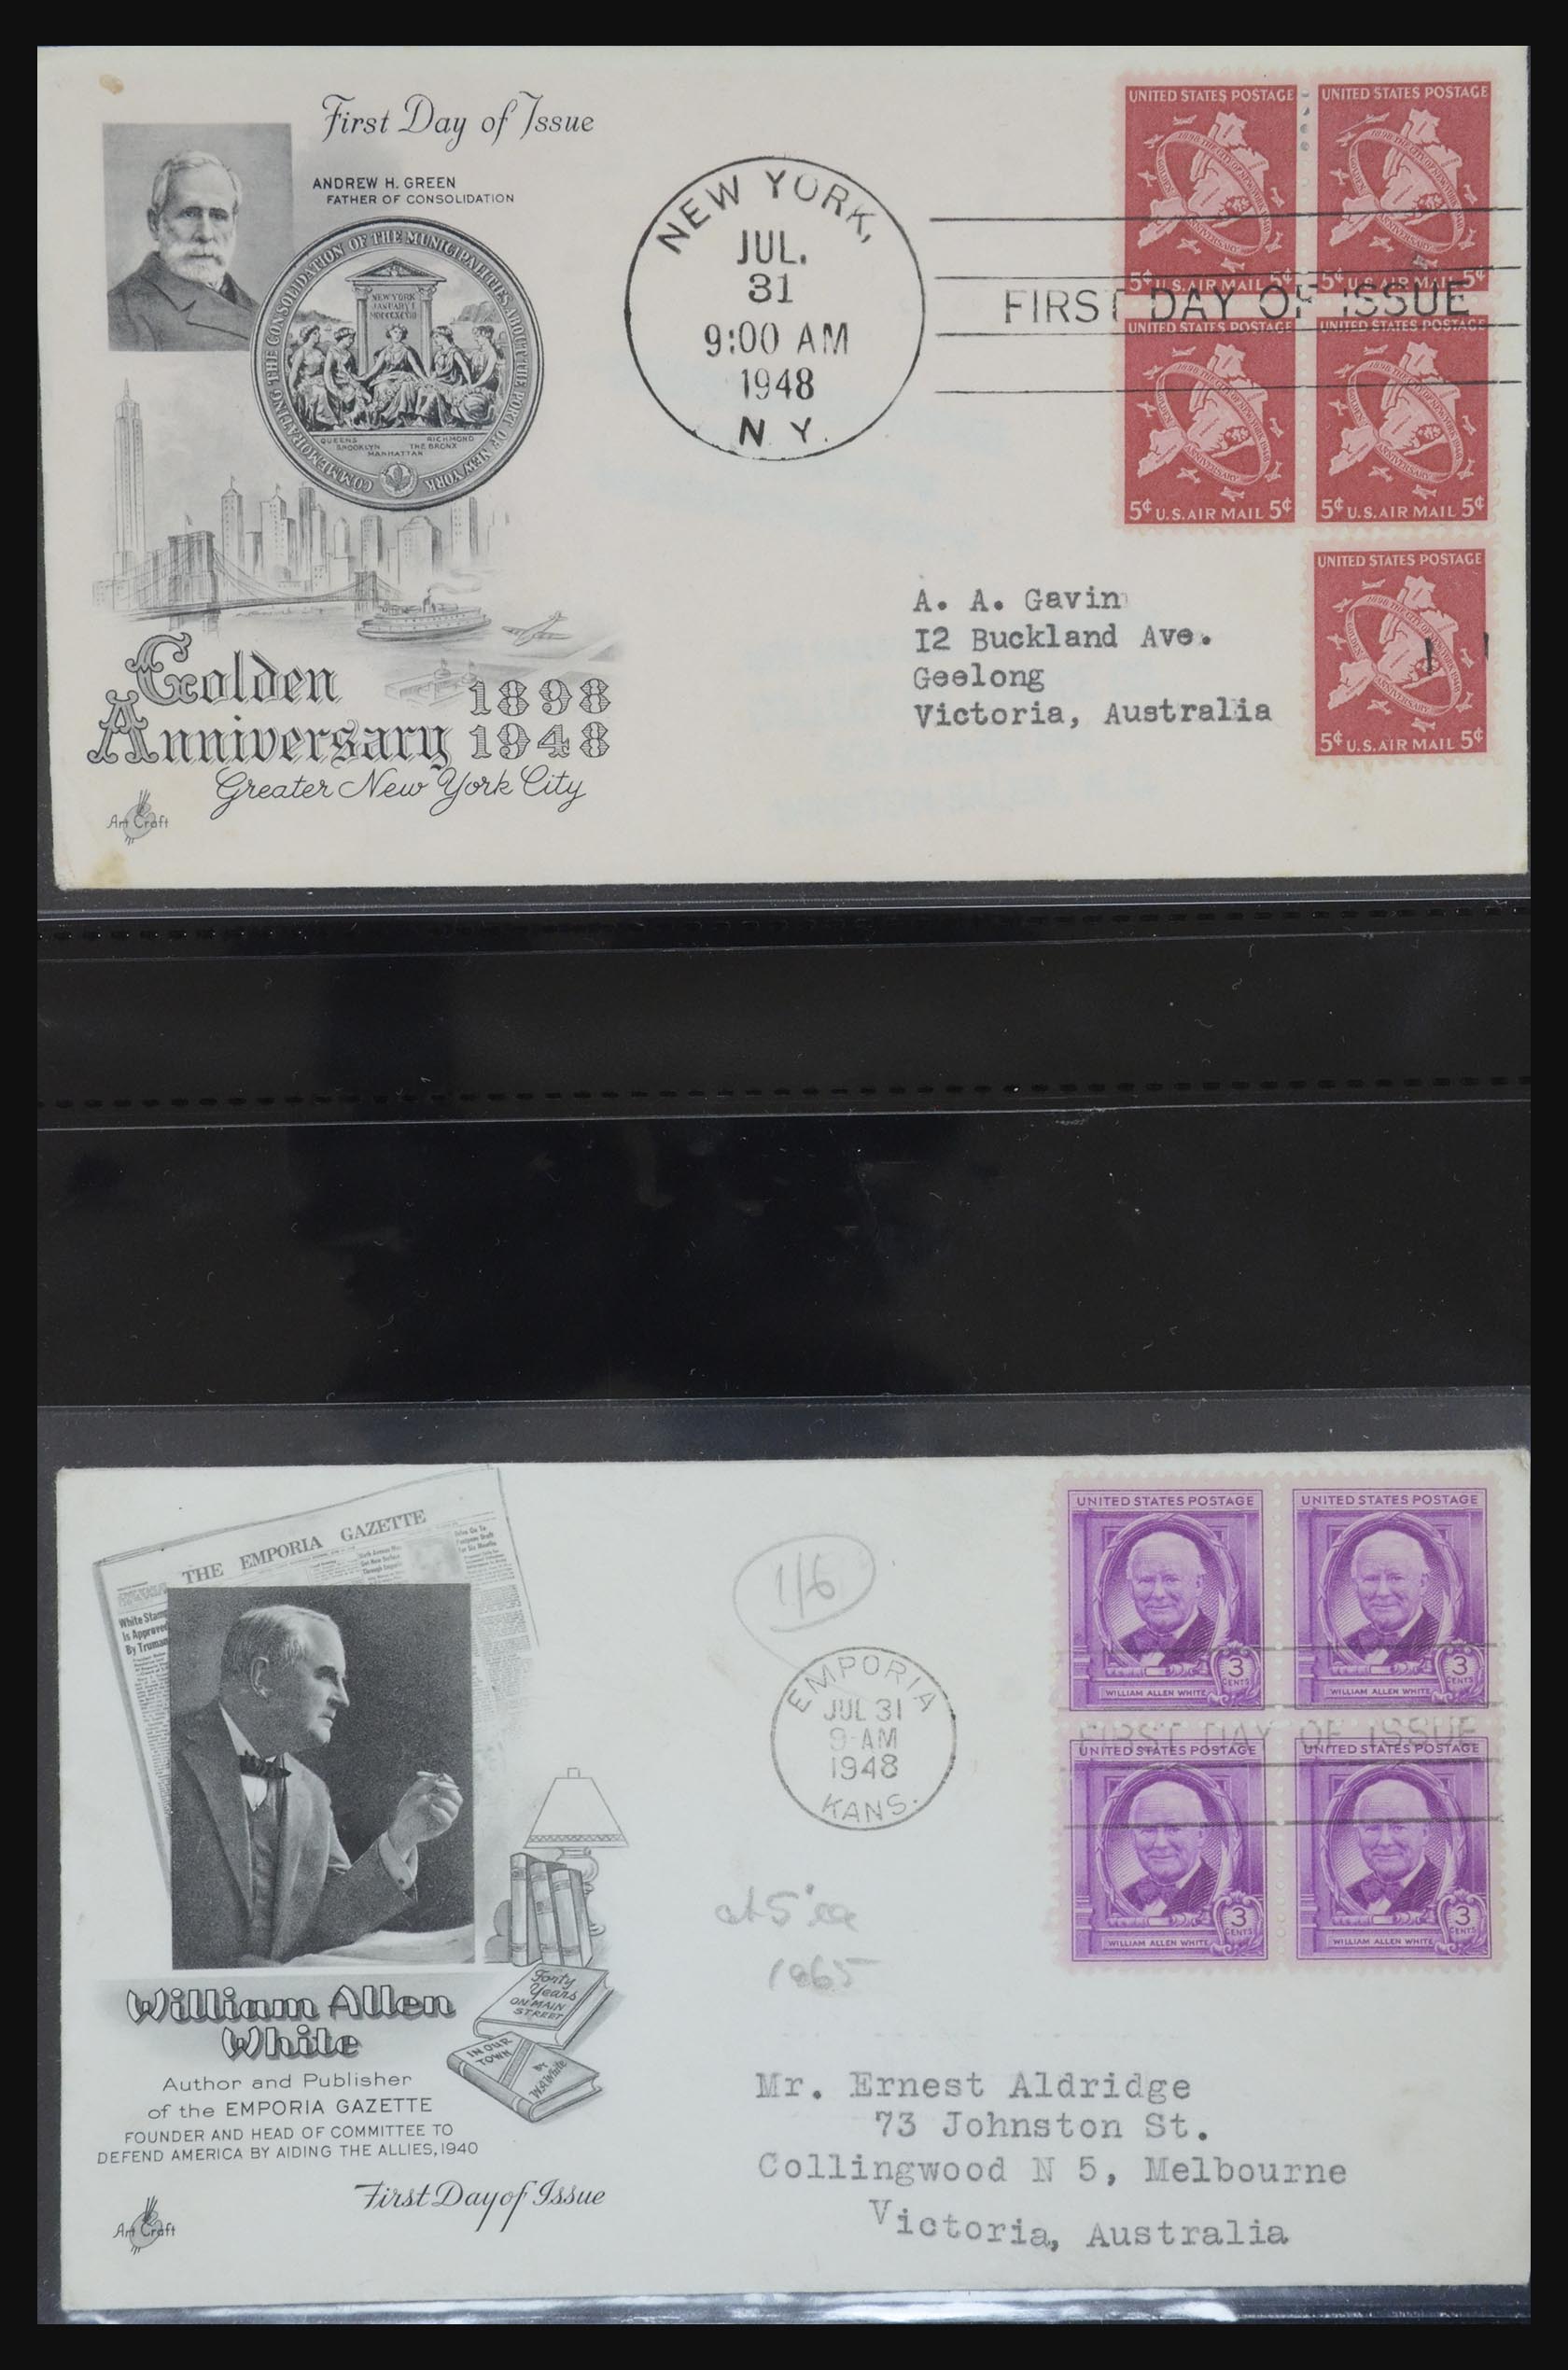 First Day of Issue
ANDREW H. GREEN
FATHER OF CONSOLIDATION
COMMEMORATING THE CONSOLIDATION OF THE MUNICIPALITIES ABOUT THE PORT OF NEW YORK
NEW YORK
JANUARY 1
MDCCCXCVIII
QUEENS RICHMOND
BROOKLYN THE BRONX
MANHATTAN
Golden 1898
Anniversary 1948
Greater New York City
Art Craft
NEW YORK,
JUL.
31
9:00 AM
1948
N.Y.
FIRST DAY OF ISSUE
UNITED STATES POSTAGE UNITED STATES POSTAGE
5¢ U.S. AIR MAIL 5¢ 5¢ U.S. AIR MAIL 5¢
UNITED STATES POSTAGE UNITED STATES POSTAGE
5¢ U.S. AIR MAIL 5¢ 5¢ U.S. AIR MAIL 5¢
UNITED STATES POSTAGE
5¢ U.S. AIR MAIL 5¢
A. A. Gavin
I2 Buckland Ave.
Geelong
Victoria, Australia
THE EMPORIA GAZETTE
White Stamp
Is Approved
By Truman
William Allen
White
Author and Publisher
of the EMPORIA GAZETTE
FOUNDER AND HEAD OF COMMITTEE TO
DEFEND AMERICA BY AIDING THE ALLIES, 1940
First Day of Issue
Art Craft
Forty
Years
ON MAIN
STREET
IN OUR
TOWN
BY
W.A. White
1/6
EMPORIA
JUL 31
9-AM
1948
KANS.
FIRST DAY OF ISSUE
UNITED STATES POSTAGE UNITED STATES POSTAGE
3 CENTS 3 CENTS
WILLIAM ALLEN WHITE WILLIAM ALLEN WHITE
UNITED STATES POSTAGE UNITED STATES POSTAGE
3 CENTS 3 CENTS
WILLIAM ALLEN WHITE WILLIAM ALLEN WHITE
1965
Mr. Ernest Aldridge
73 Johnston St.
Collingwood N 5, Melbourne
Victoria, Australia